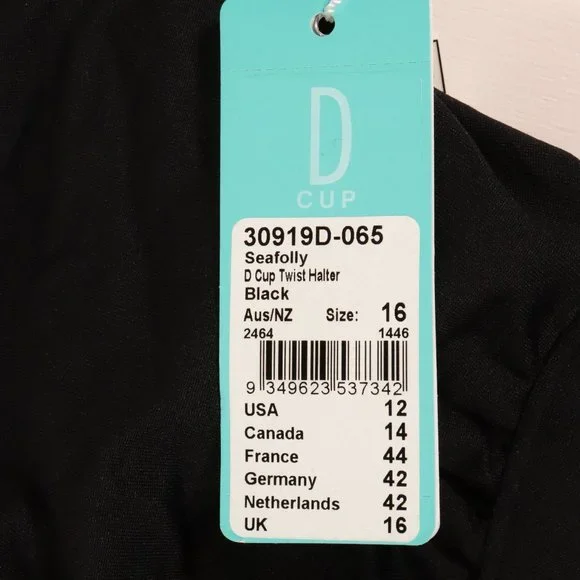 D
CUP
30919D-065
Seafolly
D Cup Twist Halter
Black
Aus/NZ Size: 16
2464 1446
9 349623 537342
USA 12
Canada 14
France 44
Germany 42
Netherlands 42
UK 16